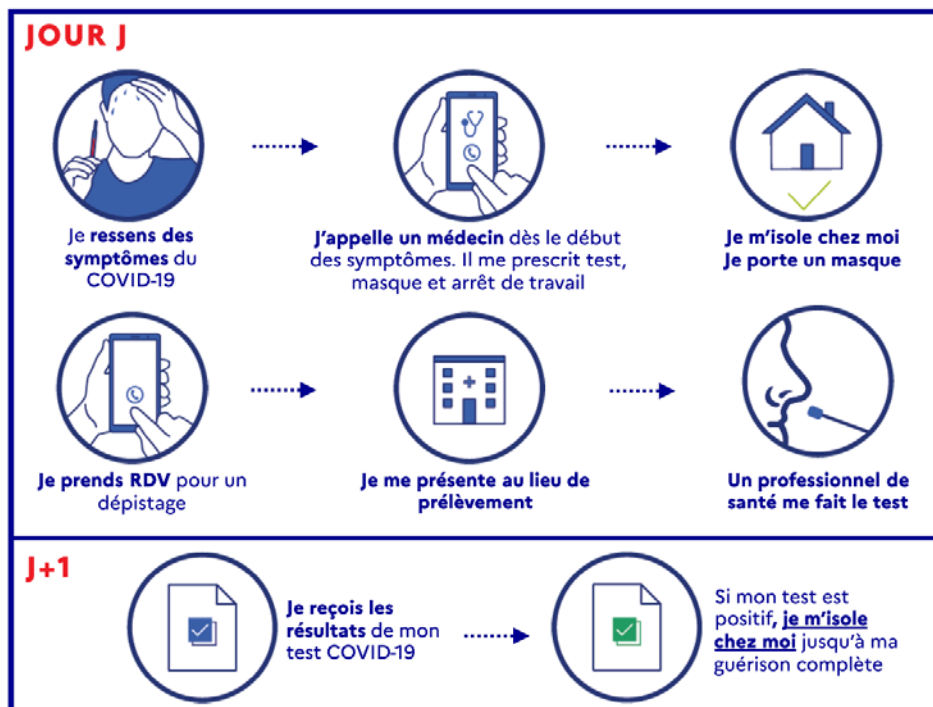 JOUR J
Je ressens des
symptômes du
COVID-19
J'appelle un médecin dès le début
des symptômes. Il me prescrit test,
masque et arrêt de travail
Je m'isole chez moi
Je porte un masque
Je prends RDV pour un
dépistage
Je me présente au lieu de
prélèvement
Un professionnel de
santé me fait le test
J+1
Je reçois les
résultats de mon
test COVID-19
Si mon test est
positif, je m'isole
chez moi jusqu'à ma
guérison complète